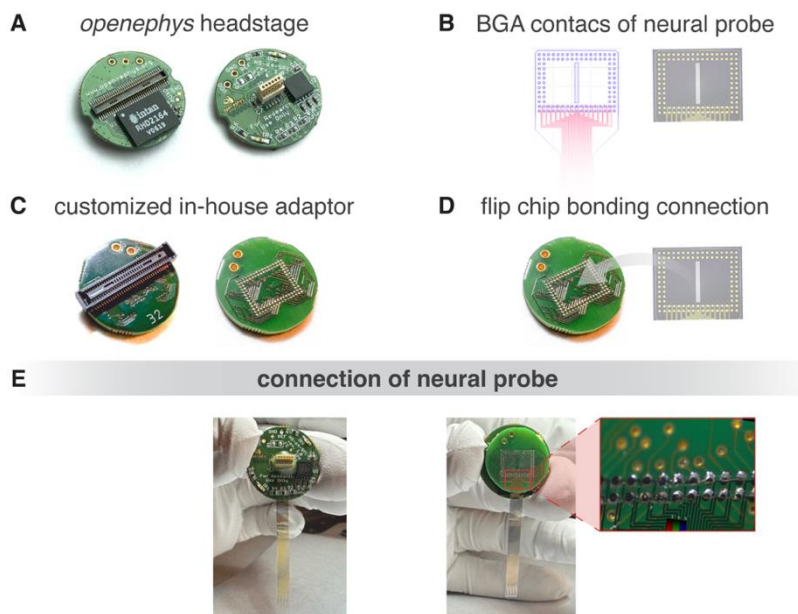 A openephys headstage
B BGA contacs of neural probe
intan
RHD2164
C customized in-house adaptor
D flip chip bonding connection
32
E connection of neural probe